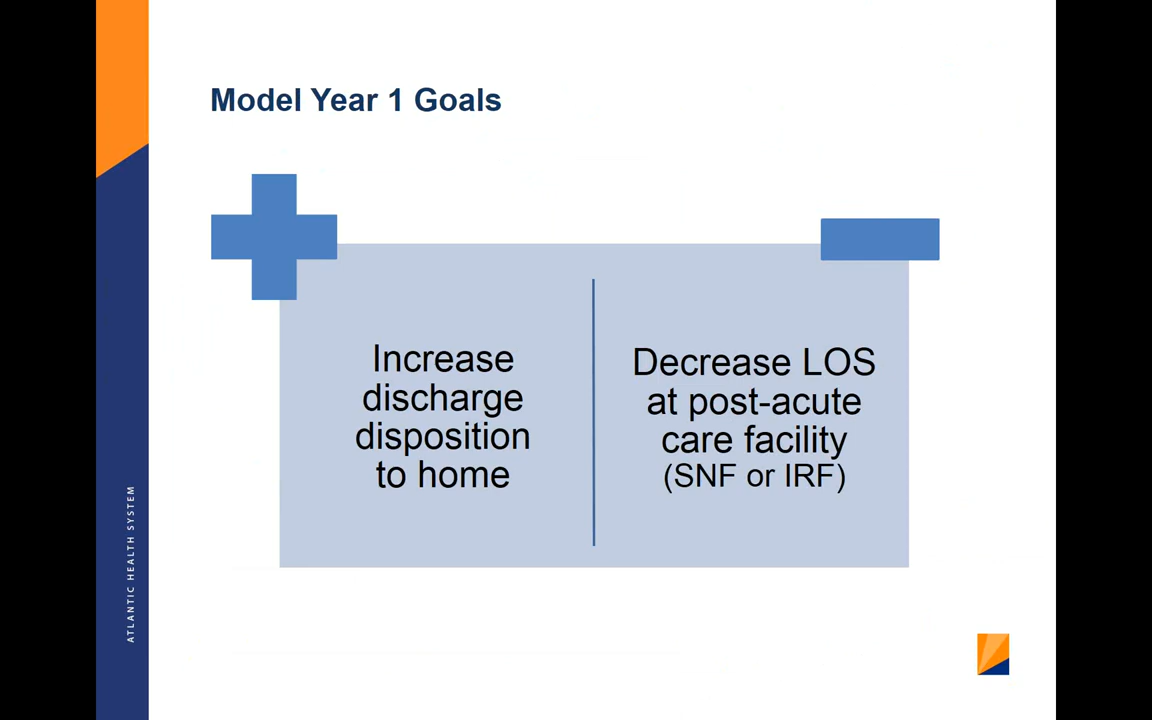 Model Year 1 Goals
Increase
discharge
disposition
to home
Decrease LOS
at post-acute
care facility
(SNF or IRF)
ATLANTIC HEALTH SYSTEM